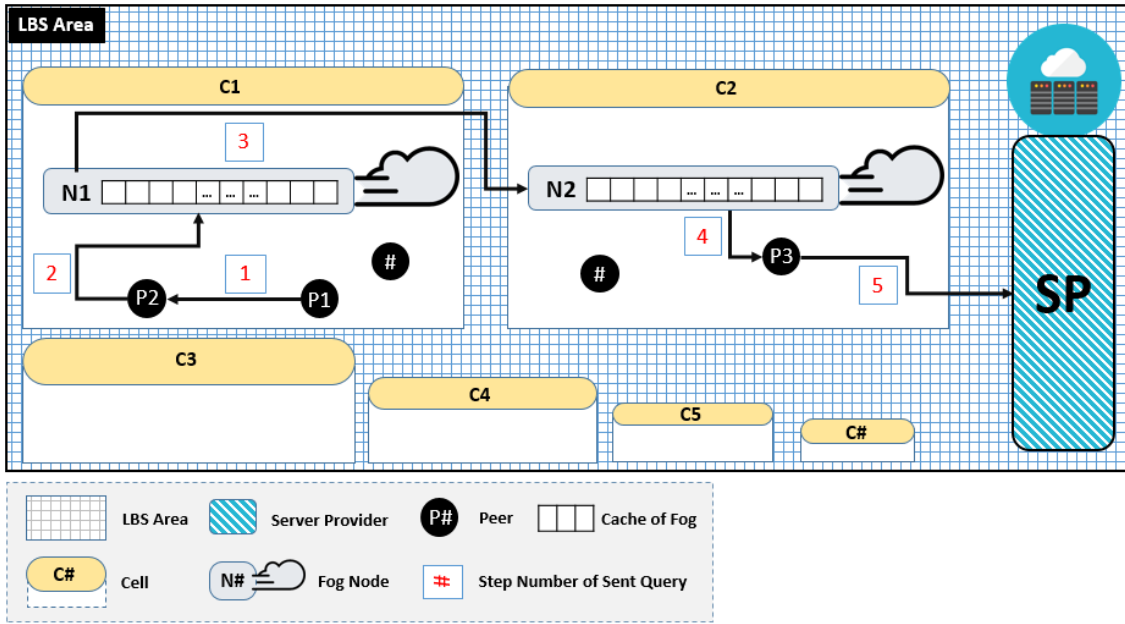 LBS Area
C1
C2
3
N1
... ... ...
N2
... ... ...
4
P3
#
#
2
1
P2
P1
5
SP
C3
C4
C5
C#
LBS Area
Server Provider
P#
Peer
Cache of Fog
C#
Cell
N#
Fog Node
#
Step Number of Sent Query